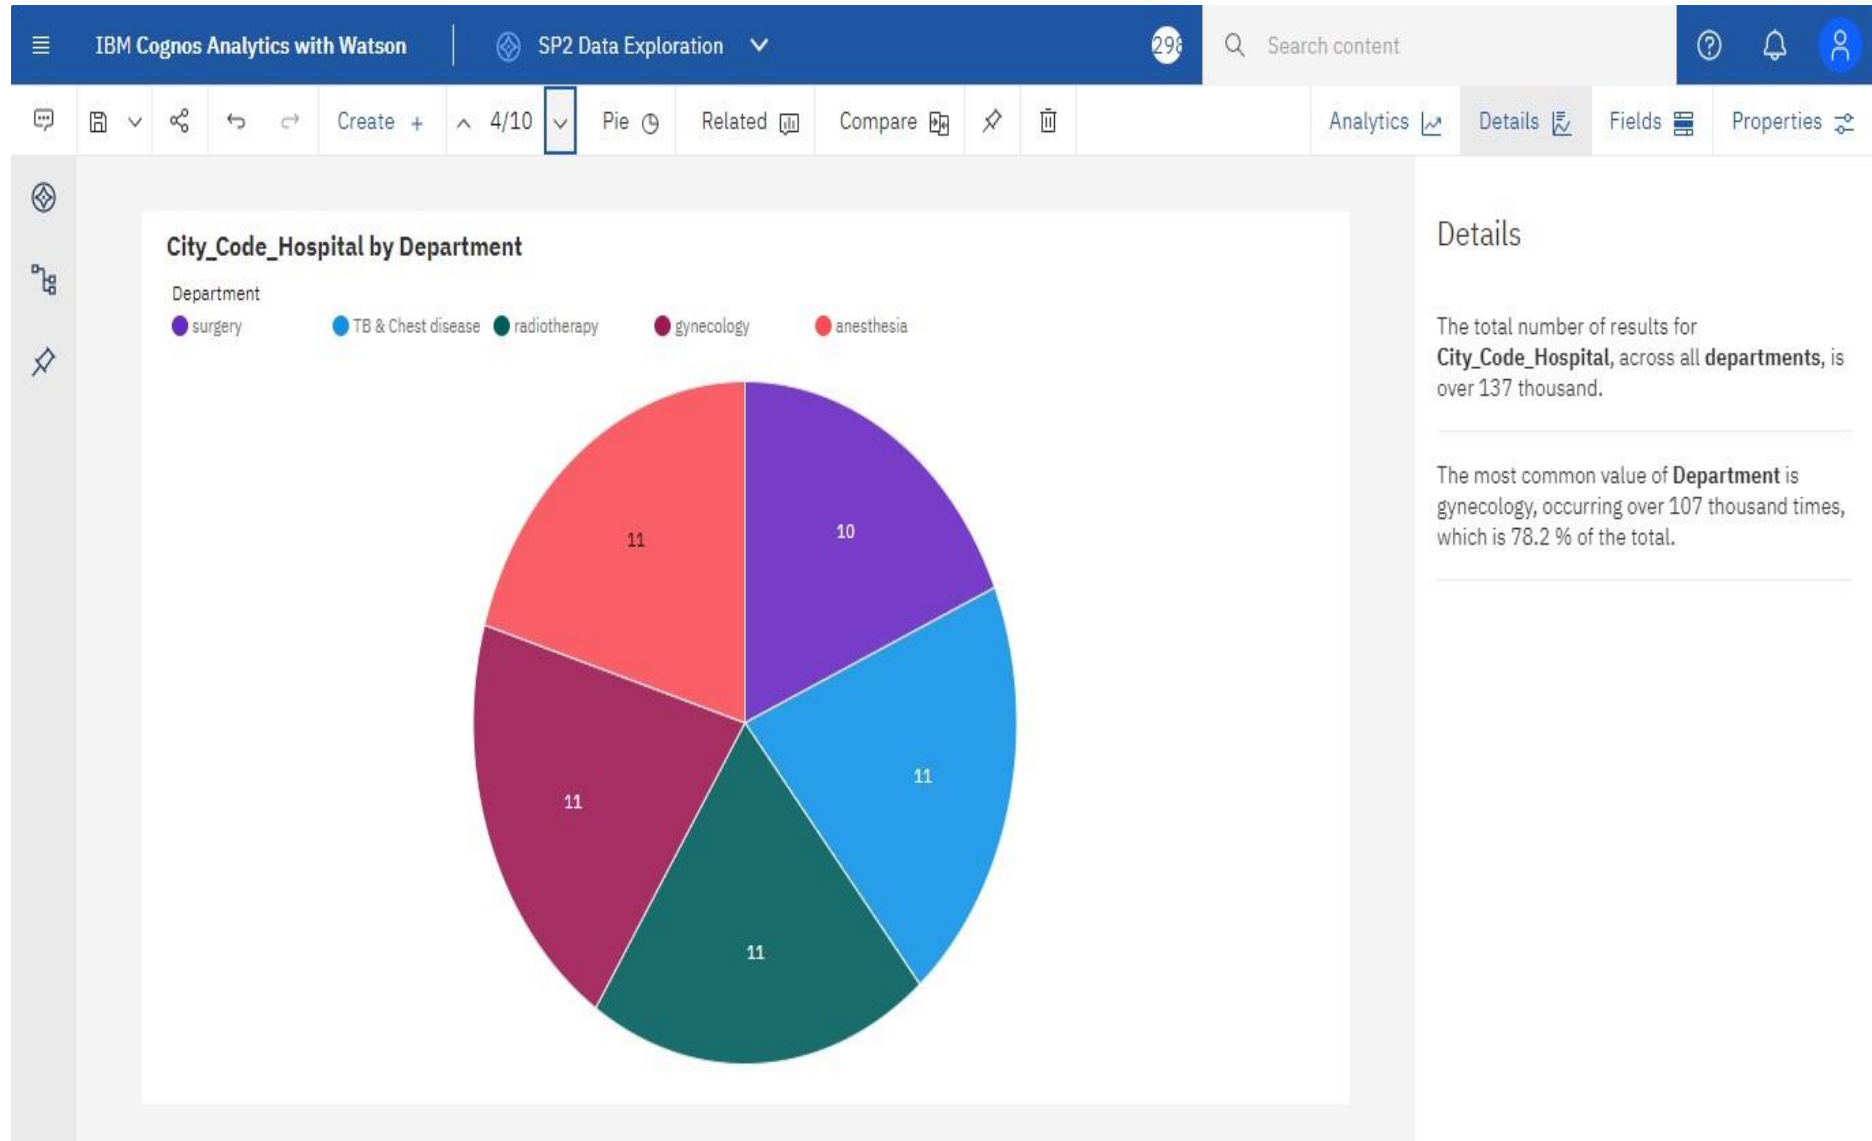 IBM Cognos Analytics with Watson
SP2 Data Exploration
298
Search content
Create +
4/10
Pie
Related
Compare
Analytics
Details
Fields
Properties
City_Code_Hospital by Department
Department
surgery
TB & Chest disease
radiotherapy
gynecology
anesthesia
11
10
11
11
11
Details
The total number of results for
City_Code_Hospital, across all departments, is
over 137 thousand.
The most common value of Department is
gynecology, occurring over 107 thousand times,
which is 78.2 % of the total.